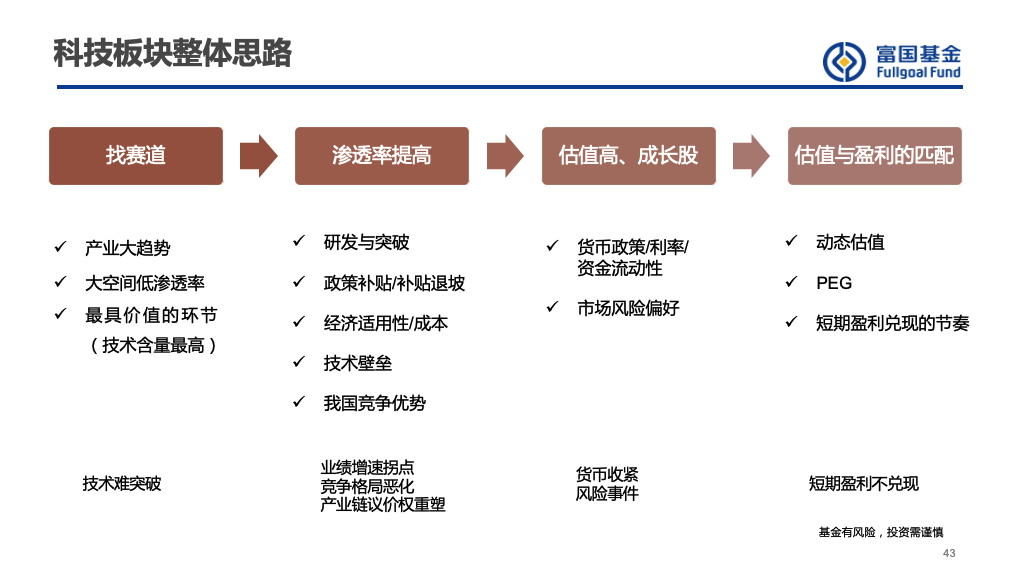 科技板块整体思路
富国基金
Fullgoal Fund
找赛道
渗透率提高
估值高、成长股
估值与盈利的匹配
✓ 产业大趋势
✓ 大空间低渗透率
✓ 最具价值的环节
（技术含量最高）
✓ 研发与突破
✓ 政策补贴/补贴退坡
✓ 经济适用性/成本
✓ 技术壁垒
✓ 我国竞争优势
✓ 货币政策/利率/
资金流动性
✓ 市场风险偏好
✓ 动态估值
✓ PEG
✓ 短期盈利兑现的节奏
技术难突破
业绩增速拐点
竞争格局恶化
产业链议价权重塑
货币收紧
风险事件
短期盈利不兑现
基金有风险，投资需谨慎
43